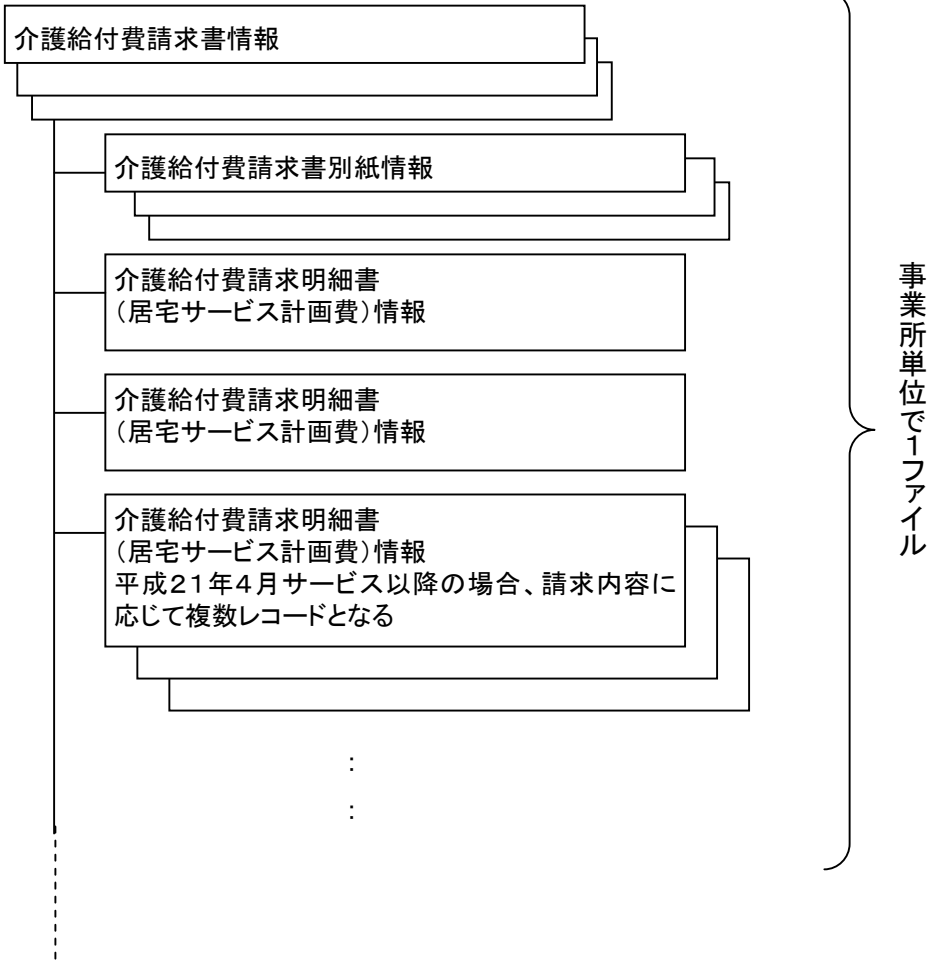 介護給付費請求書情報
介護給付費請求書別紙情報
介護給付費請求明細書
（居宅サービス計画費）情報
介護給付費請求明細書
（居宅サービス計画費）情報
介護給付費請求明細書
（居宅サービス計画費）情報
平成２１年４月サービス以降の場合、請求内容に
応じて複数レコードとなる
：
：
事業所単位で１ファイル